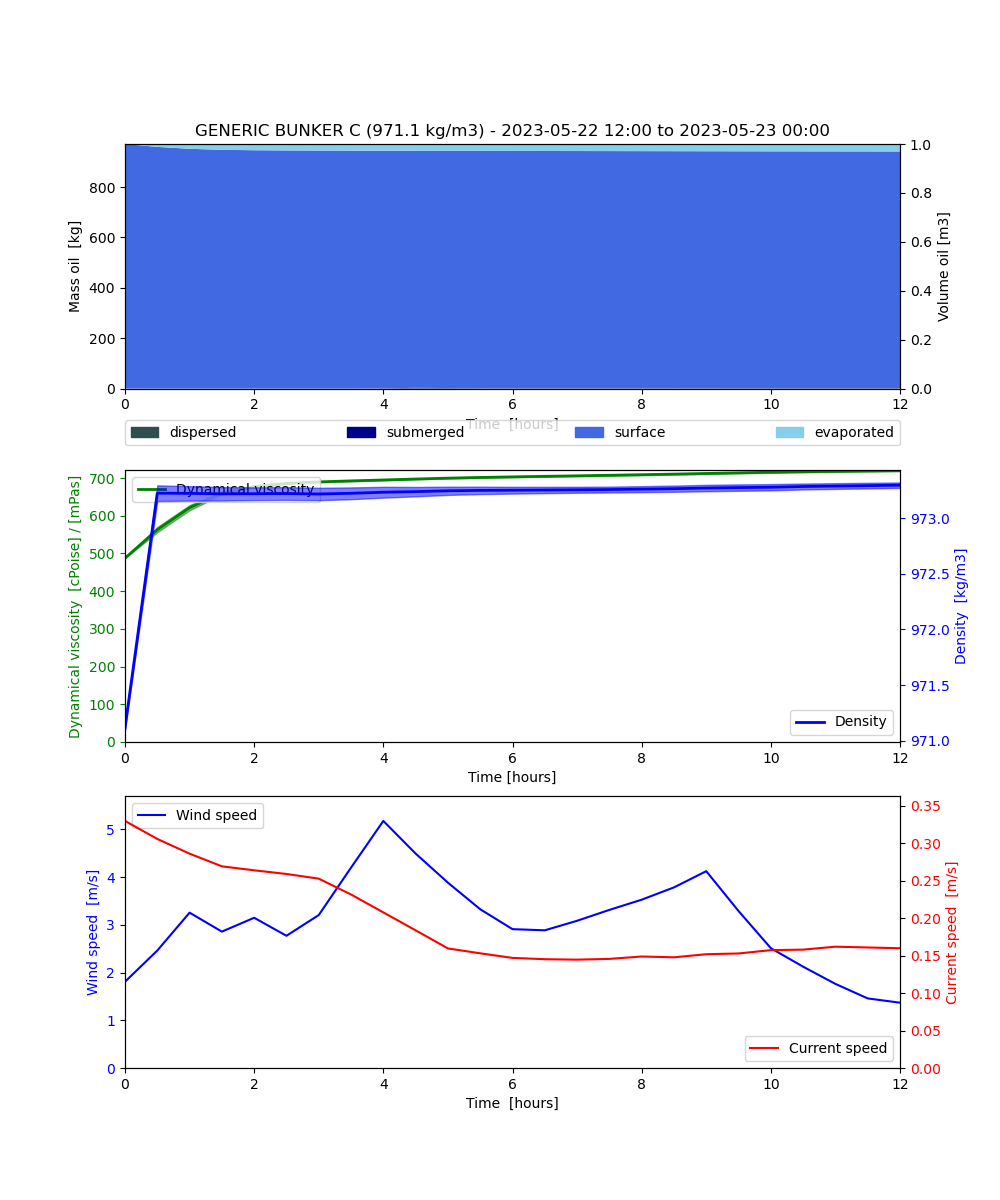 GENERIC BUNKER C (971.1 kg/m3) - 2023-05-22 12:00 to 2023-05-23 00:00
Mass oil [kg]
800
600
400
200
0
1.0
0.8
0.6
0.4
0.2
0.0
Volume oil [m3]
0 2 4 6 8 10 12
Time [hours]
dispersed submerged surface evaporated
Dynamical viscosity [cPoise] / [mPas]
700
600
500
400
300
200
100
0
Dynamical viscosity
973.0
972.5
972.0
971.5
971.0
Density [kg/m3]
Density
0 2 4 6 8 10 12
Time [hours]
Wind speed [m/s]
5
4
3
2
1
0
Wind speed
0.35
0.30
0.25
0.20
0.15
0.10
0.05
0.00
Current speed [m/s]
Current speed
0 2 4 6 8 10 12
Time [hours]